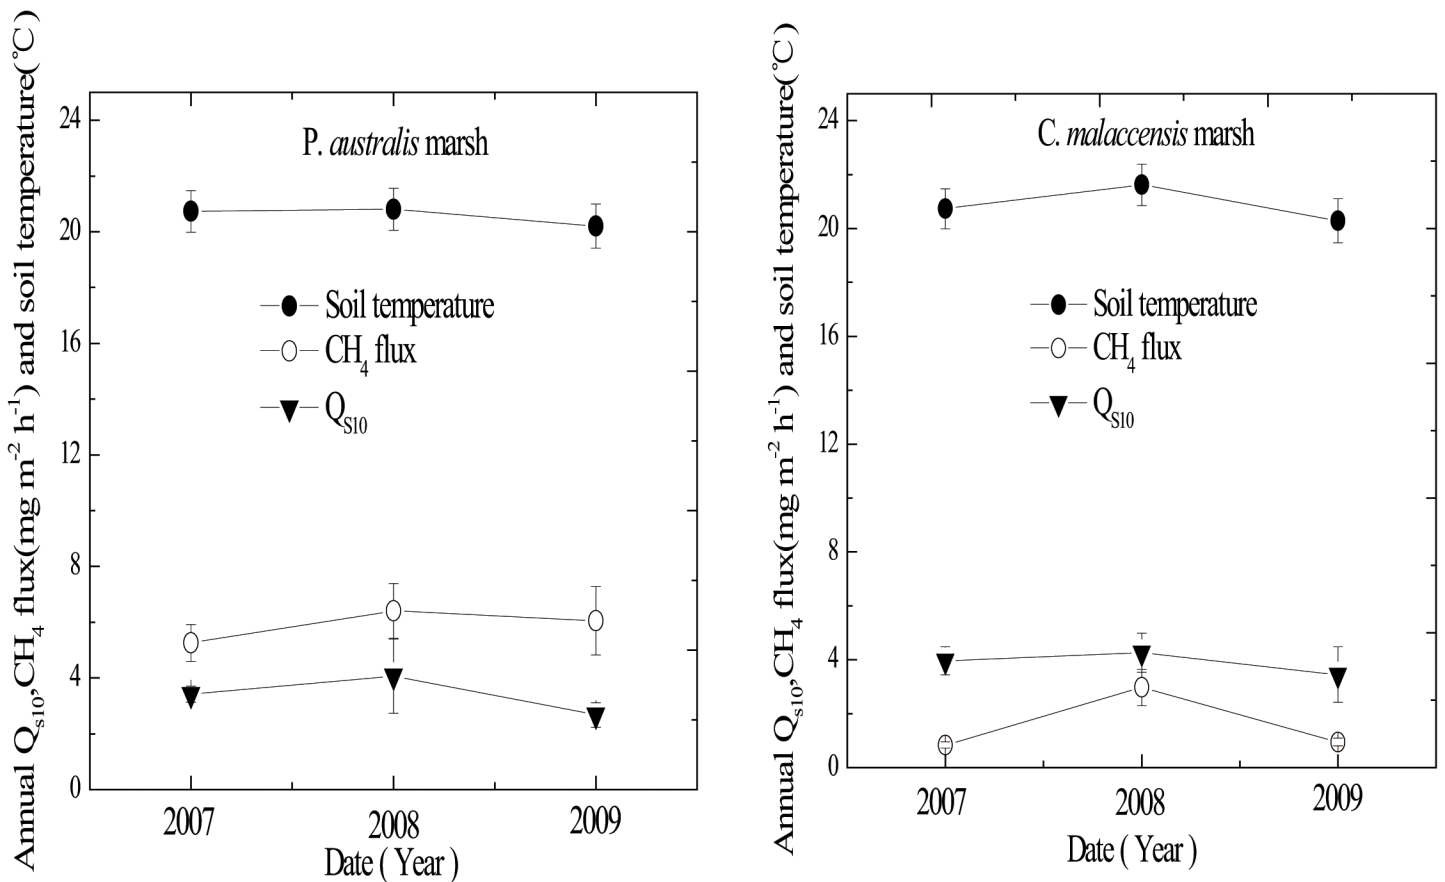 Annual Qs10,CH4 flux(mg m-2 h-1) and soil temperature(°C)
24
20
16
12
8
4
0
P. australis marsh
Soil temperature
CH4 flux
QS10
2007 2008 2009
Date ( Year )
Annual Qs10,CH4 flux(mg m-2 h-1) and soil temperature(°C)
24
20
16
12
8
4
0
C. malaccensis marsh
Soil temperature
CH4 flux
QS10
2007 2008 2009
Date ( Year )